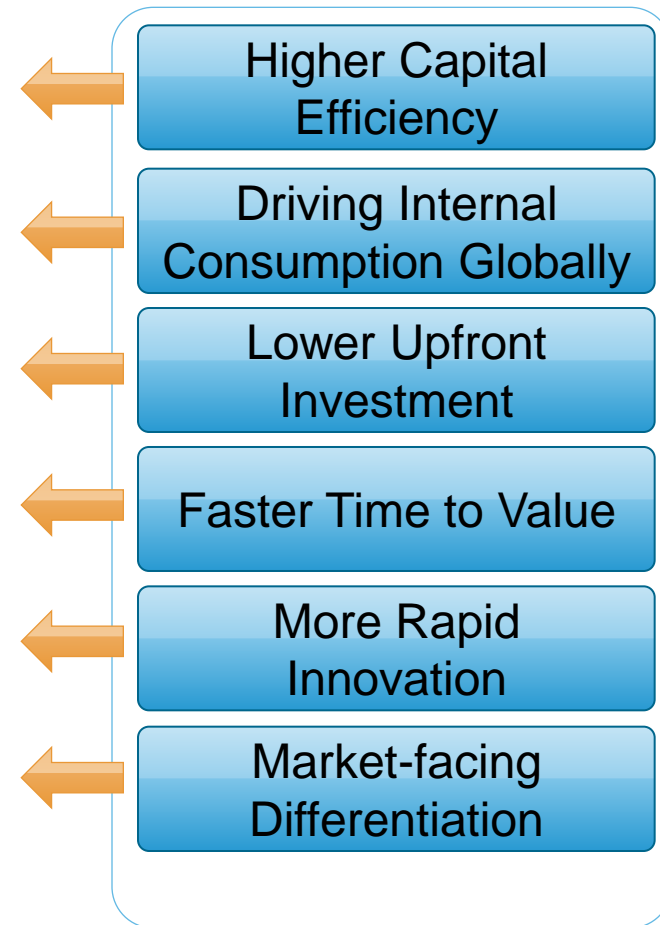 Higher Capital
Efficiency
Driving Internal
Consumption Globally
Lower Upfront
Investment
Faster Time to Value
More Rapid
Innovation
Market-facing
Differentiation